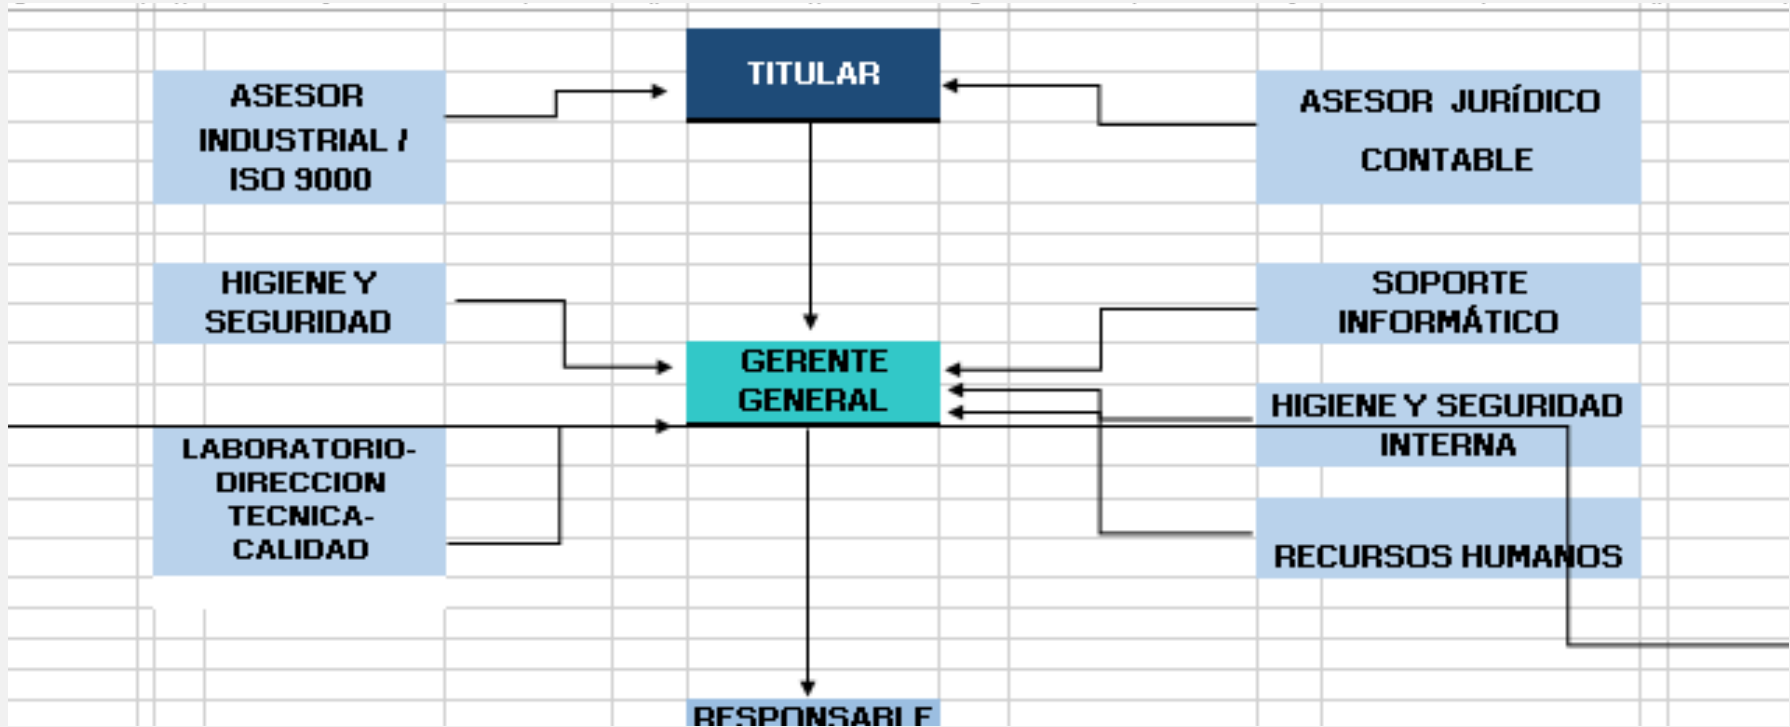 TITULAR
ASESOR
INDUSTRIAL /
ISO 9000
ASESOR JURÍDICO
CONTABLE
HIGIENE Y
SEGURIDAD
SOPORTE
INFORMÁTICO
GERENTE
GENERAL
HIGIENE Y SEGURIDAD
INTERNA
LABORATORIO-
DIRECCION
TECNICA-
CALIDAD
RECURSOS HUMANOS
RESPONSABLE